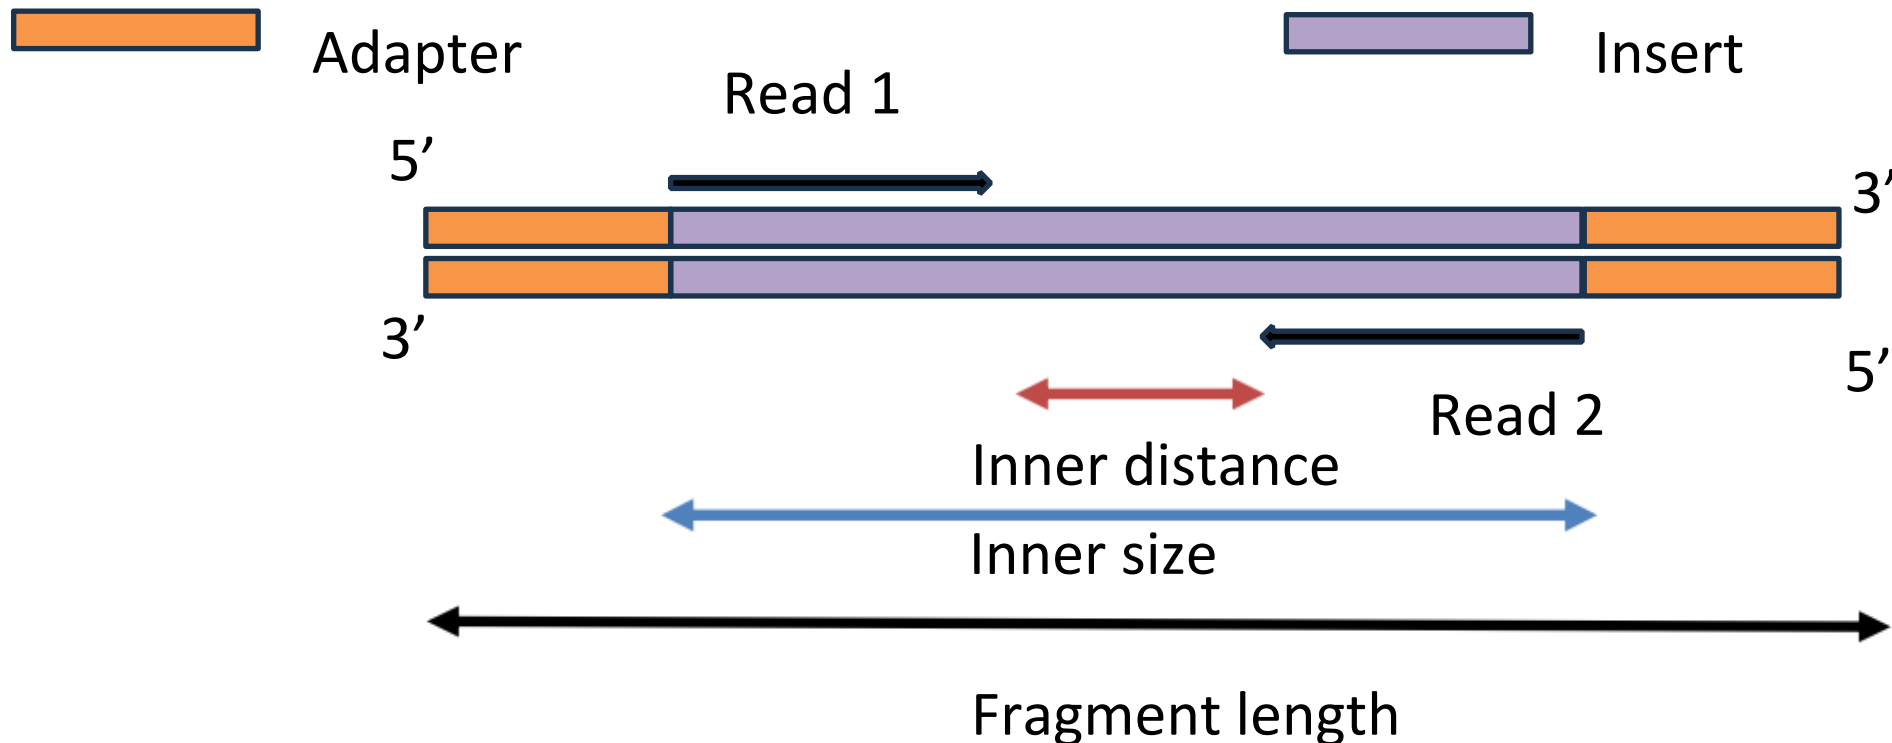 Adapter
Insert
Read 1
5’
3’
3’
5’
Read 2
Inner distance
Inner size
Fragment length